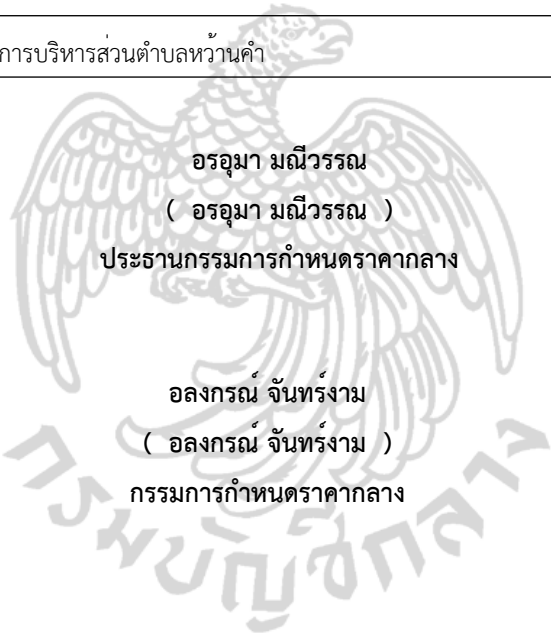 การบริหารส่วนตำบลหว้านคำ
อรอุมา มณีวรรณ
( อรอุมา มณีวรรณ )
ประธานกรรมการกำหนดราคากลาง
อลงกรณ์ จันทร์งาม
( อลงกรณ์ จันทร์งาม )
กรรมการกำหนดราคากลาง
กรมบัญชีกลาง